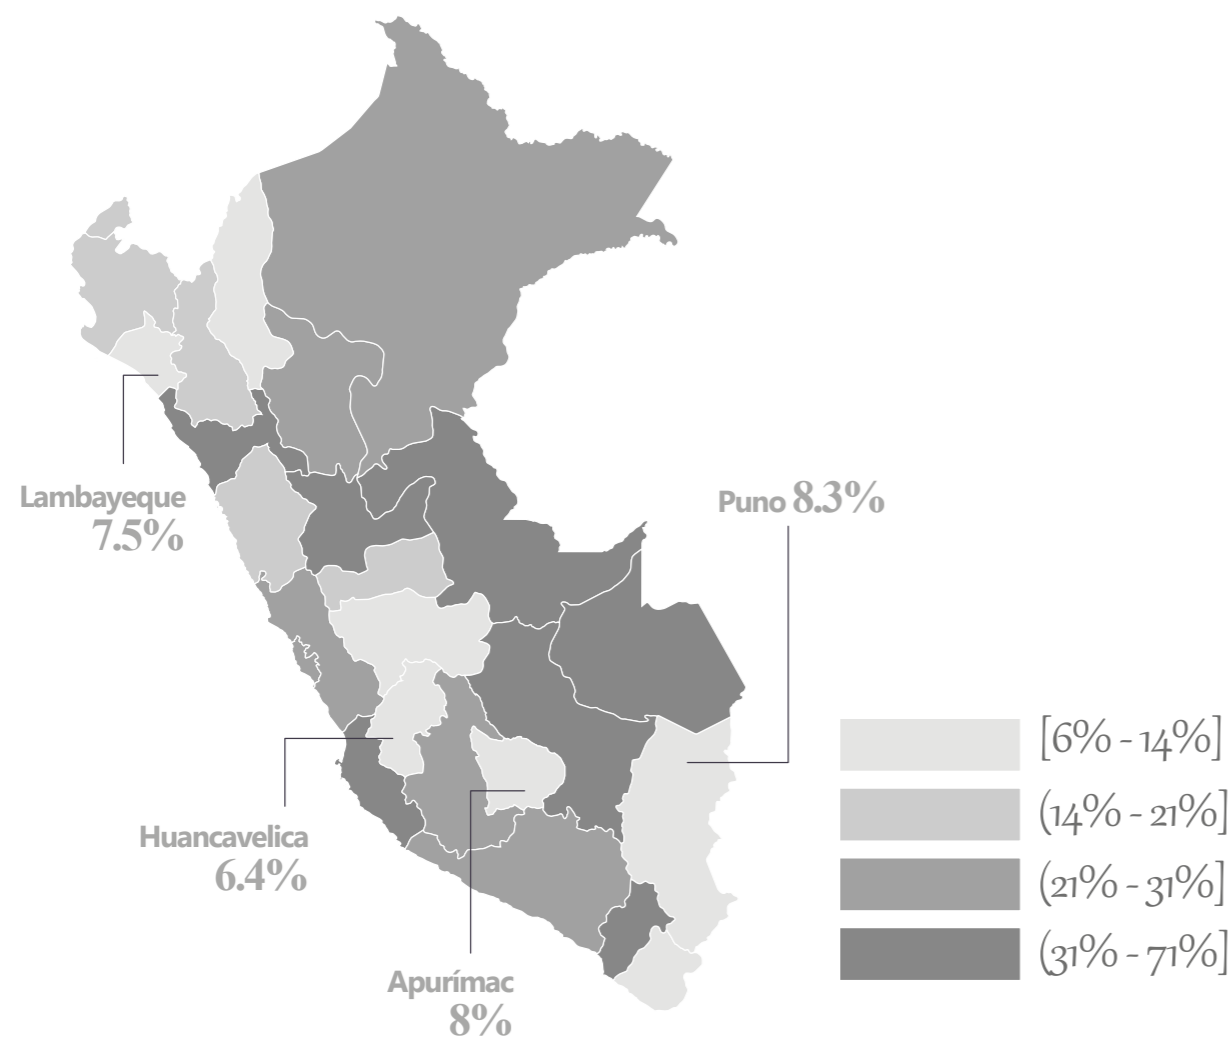 Lambayeque
7.5%
Puno 8.3%
Huancavelica
6.4%
Apurímac
8%
[6% - 14%]
(14% - 21%]
(21% - 31%]
(31% - 71%]